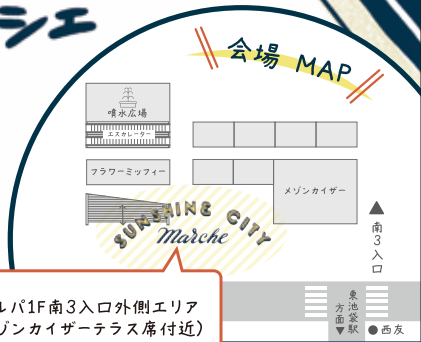 シェ
会場 MAP
噴水広場
エスカレーター
フラワーミッフィー
メゾンカイザー
SUNSHINE CITY
Marche
▲南3入口
ルパ1F南3入口外側エリア
ゾンカイザーテラス席付近)
東池袋駅方面▼
●西友